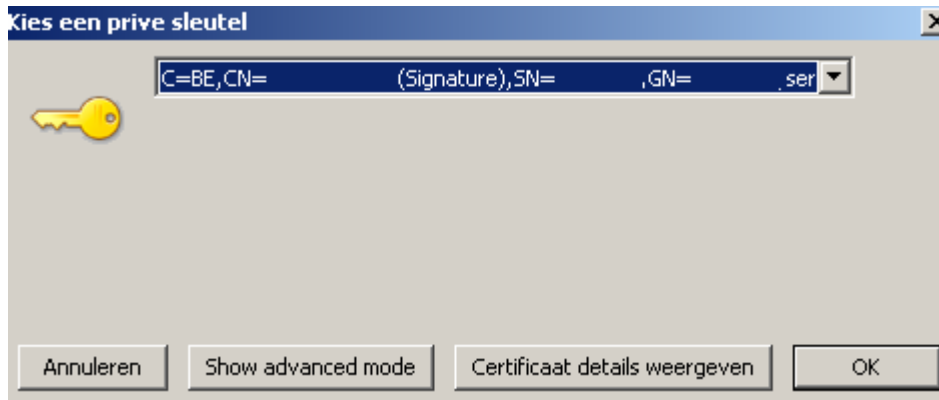 Kies een prive sleutel
C=BE,CN= (Signature),SN= ,GN= ,ser
Annuleren
Show advanced mode
Certificaat details weergeven
OK